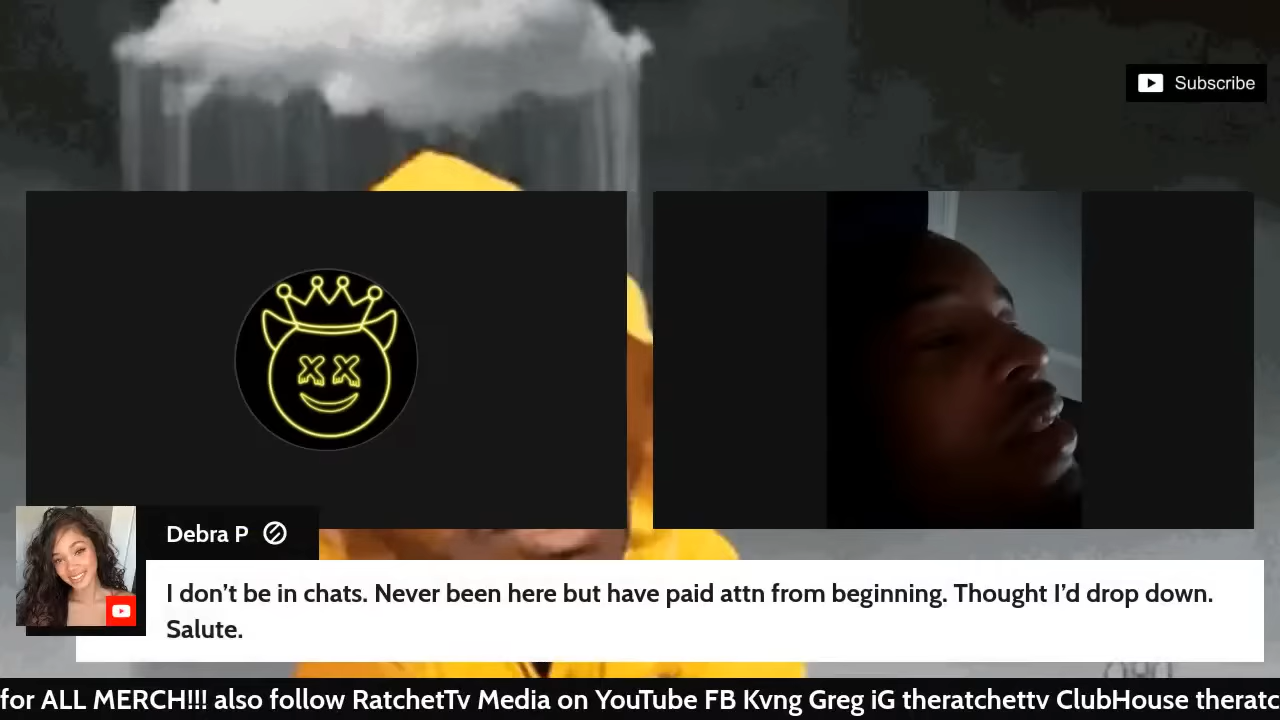 Subscribe
Debra P
I don't be in chats. Never been here but have paid attn from beginning. Thought I'd drop down.
Salute.
for ALL MERCH!!! also follow RatchetTv Media on YouTube FB Kvng Greg iG theratchettv ClubHouse theratc